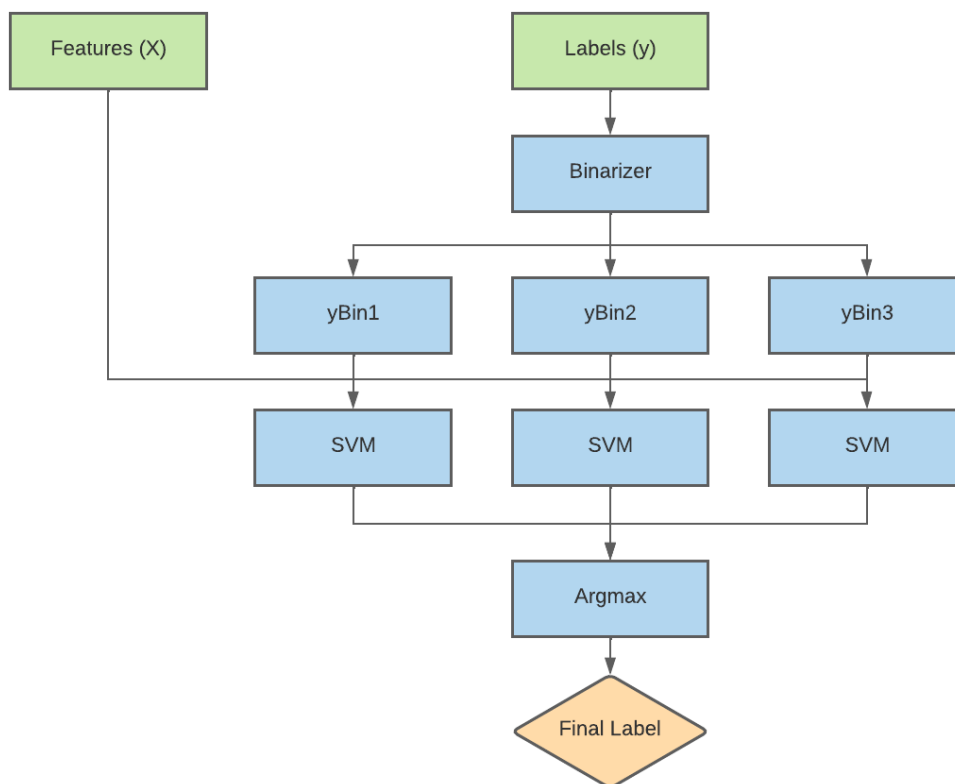 Features (X)
Labels (y)
Binarizer
yBin1
yBin2
yBin3
SVM
SVM
SVM
Argmax
Final Label